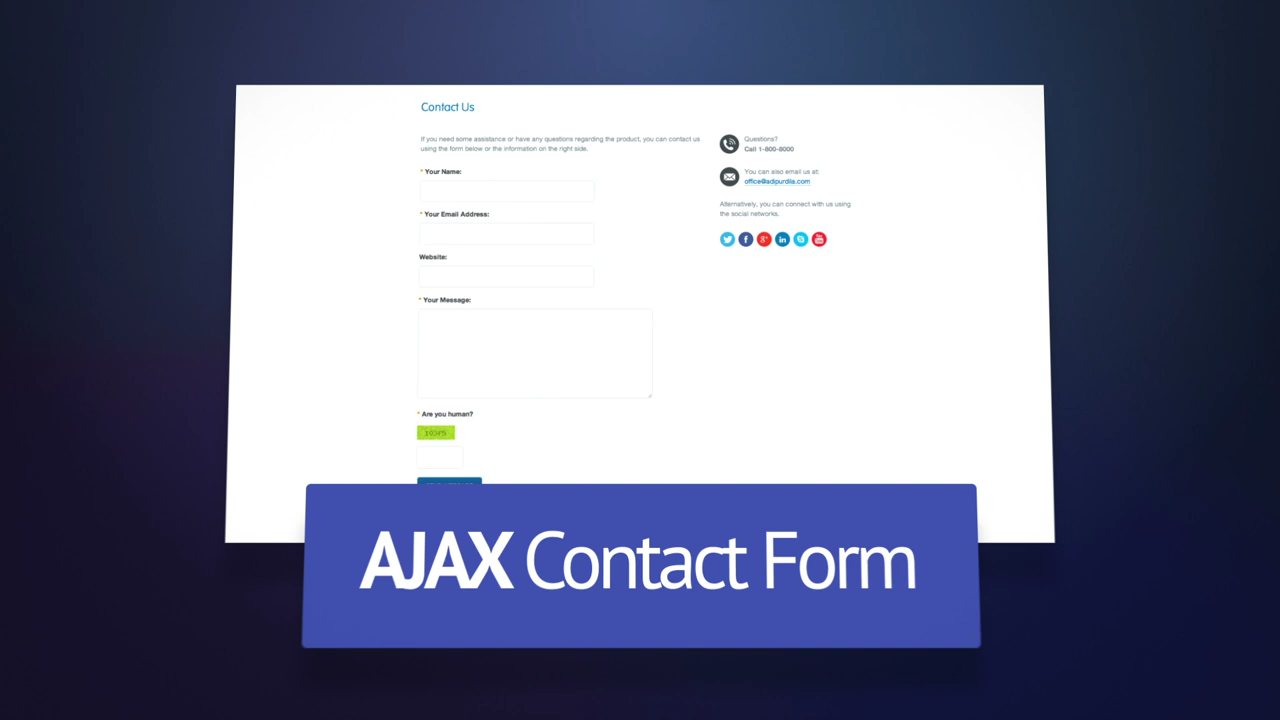 Contact Us
If you need some assistance or have any questions regarding the product, you can contact us
using the form below or the information on the right side.
* Your Name:
* Your Email Address:
Website:
* Your Message:
* Are you human?
Questions?
Call 1-800-8000
You can also email us at:
office@adipurdila.com
Alternatively, you can connect with us using
the social networks.
AJAX Contact Form